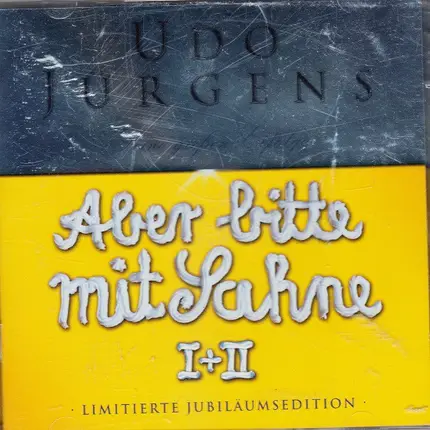 UDO
JÜRGENS
Aber bitte
mit Sahne
I+II
· LIMITIERTE JUBILÄUMSEDITION ·